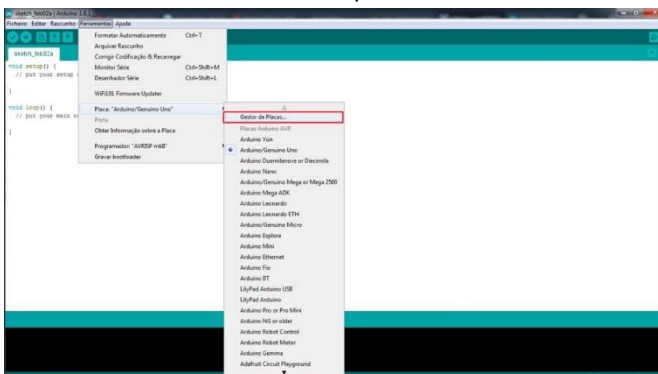 sketch_feb02a | Arduino 1.8.1
Ficheiro Editar Rascunho Ferramentas Ajuda
sketch_feb02a
void setup() {
// put your setup
}
void loop() {
// put your main co
}
Formatar Automaticamente Ctrl+T
Arquivar Rascunho
Corrigir Codificação & Recarregar
Monitor Série Ctrl+Shift+M
Desenhador Série Ctrl+Shift+L
WiFi101 Firmware Updater
Placa: "Arduino/Genuino Uno"
Porta
Obter Informação sobre a Placa
Programador: "AVRISP mkII"
Gravar bootloader
Gestor de Placas...
Placas Arduino AVR
Arduino Yún
Arduino/Genuino Uno
Arduino Duemilanove or Diecimila
Arduino Nano
Arduino/Genuino Mega or Mega 2560
Arduino Mega ADK
Arduino Leonardo
Arduino Leonardo ETH
Arduino/Genuino Micro
Arduino Esplora
Arduino Mini
Arduino Ethernet
Arduino Fio
Arduino BT
LilyPad Arduino USB
LilyPad Arduino
Arduino Pro or Pro Mini
Arduino NG or older
Arduino Robot Control
Arduino Robot Motor
Arduino Gemma
Adafruit Circuit Playground